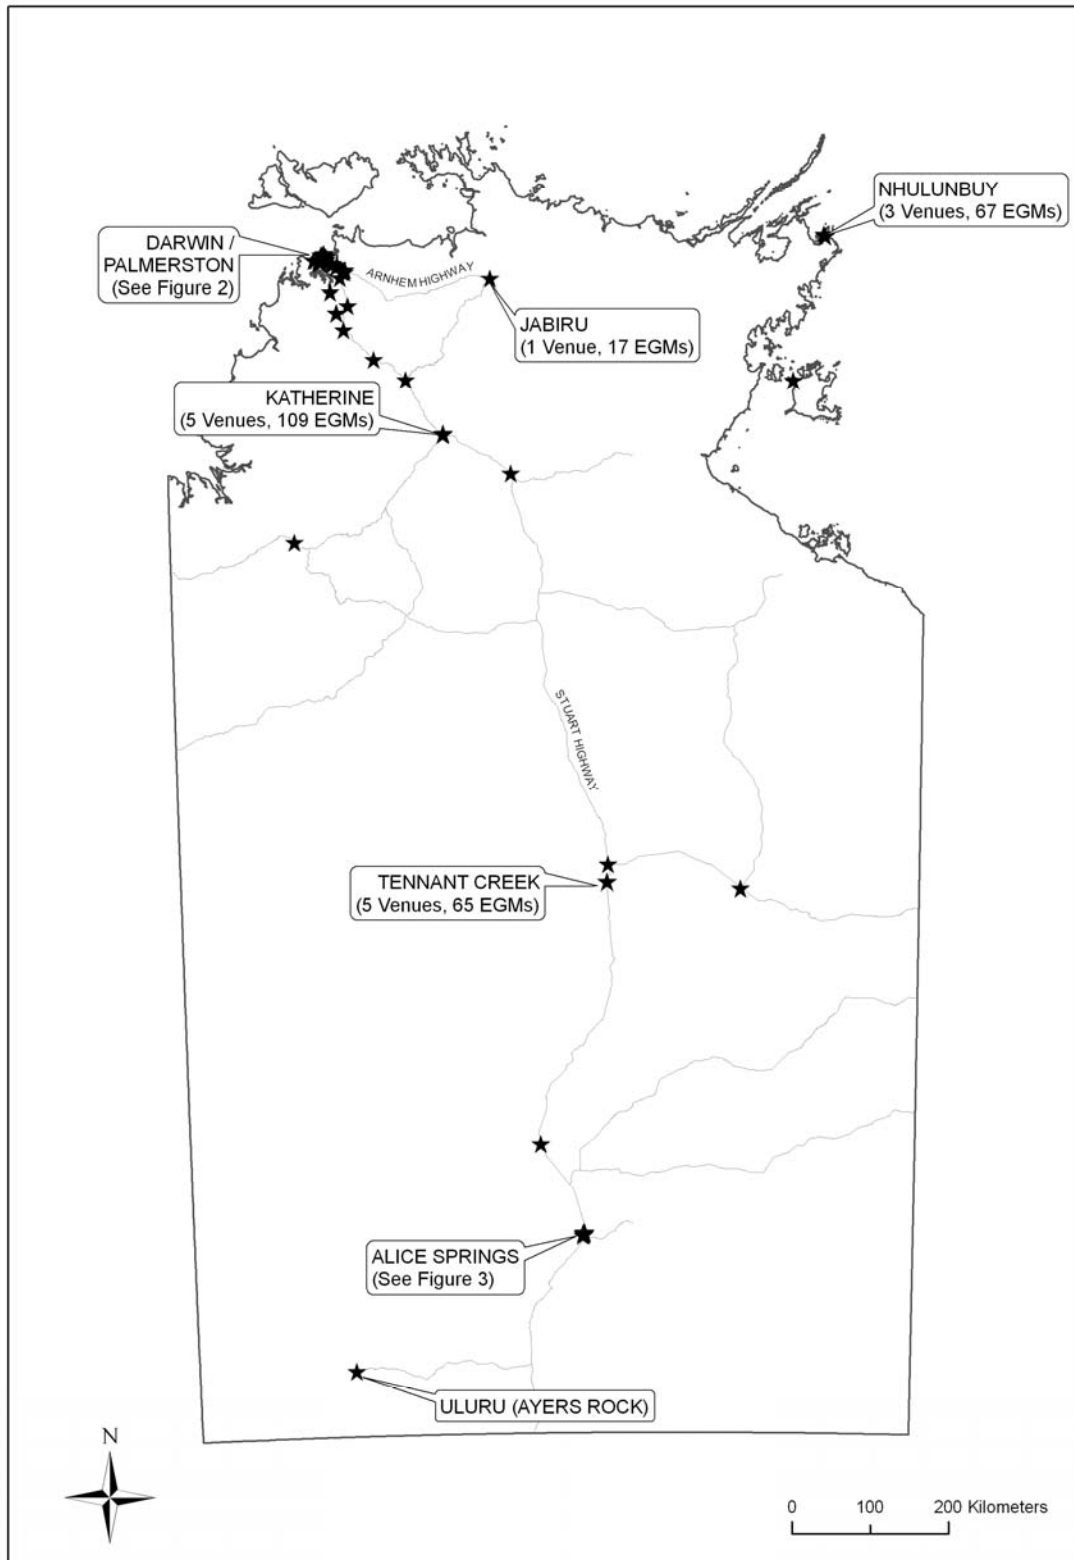 NHULUNBUY
(3 Venues, 67 EGMs)
DARWIN /
PALMERSTON
(See Figure 2)
ARNHEM HIGHWAY
JABIRU
(1 Venue, 17 EGMs)
KATHERINE
(5 Venues, 109 EGMs)
STUART HIGHWAY
TENNANT CREEK
(5 Venues, 65 EGMs)
ALICE SPRINGS
(See Figure 3)
ULURU (AYERS ROCK)
N
0 100 200 Kilometers